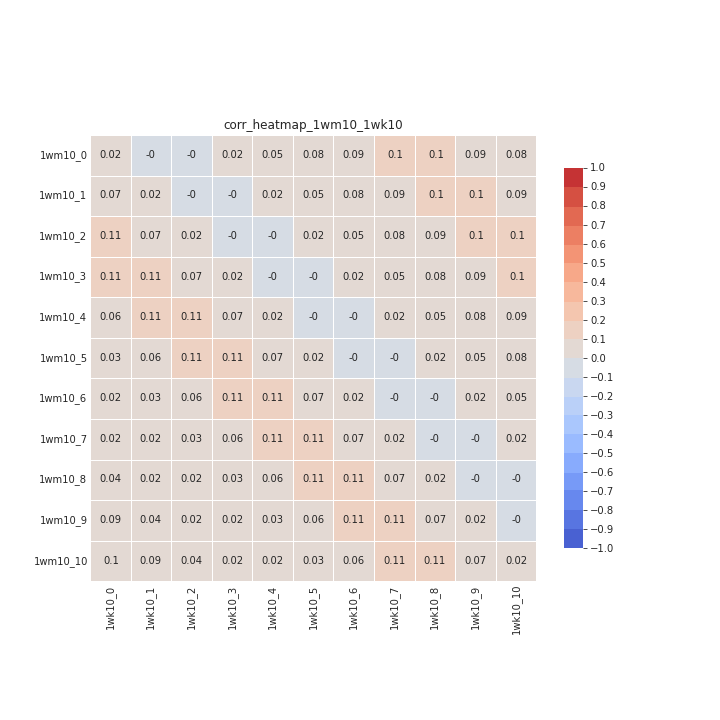 corr_heatmap_1wm10_1wk10
1wm10_0 0.02 -0 -0 0.02 0.05 0.08 0.09 0.1 0.1 0.09 0.08
1wm10_1 0.07 0.02 -0 -0 0.02 0.05 0.08 0.09 0.1 0.1 0.09
1wm10_2 0.11 0.07 0.02 -0 -0 0.02 0.05 0.08 0.09 0.1 0.1
1wm10_3 0.11 0.11 0.07 0.02 -0 -0 0.02 0.05 0.08 0.09 0.1
1wm10_4 0.06 0.11 0.11 0.07 0.02 -0 -0 0.02 0.05 0.08 0.09
1wm10_5 0.03 0.06 0.11 0.11 0.07 0.02 -0 -0 0.02 0.05 0.08
1wm10_6 0.02 0.03 0.06 0.11 0.11 0.07 0.02 -0 -0 0.02 0.05
1wm10_7 0.02 0.02 0.03 0.06 0.11 0.11 0.07 0.02 -0 -0 0.02
1wm10_8 0.04 0.02 0.02 0.03 0.06 0.11 0.11 0.07 0.02 -0 -0
1wm10_9 0.09 0.04 0.02 0.02 0.03 0.06 0.11 0.11 0.07 0.02 -0
1wm10_10 0.1 0.09 0.04 0.02 0.02 0.03 0.06 0.11 0.11 0.07 0.02
1wk10_0 1wk10_1 1wk10_2 1wk10_3 1wk10_4 1wk10_5 1wk10_6 1wk10_7 1wk10_8 1wk10_9 1wk10_10
1.0
0.9
0.8
0.7
0.6
0.5
0.4
0.3
0.2
0.1
0.0
−0.1
−0.2
−0.3
−0.4
−0.5
−0.6
−0.7
−0.8
−0.9
−1.0